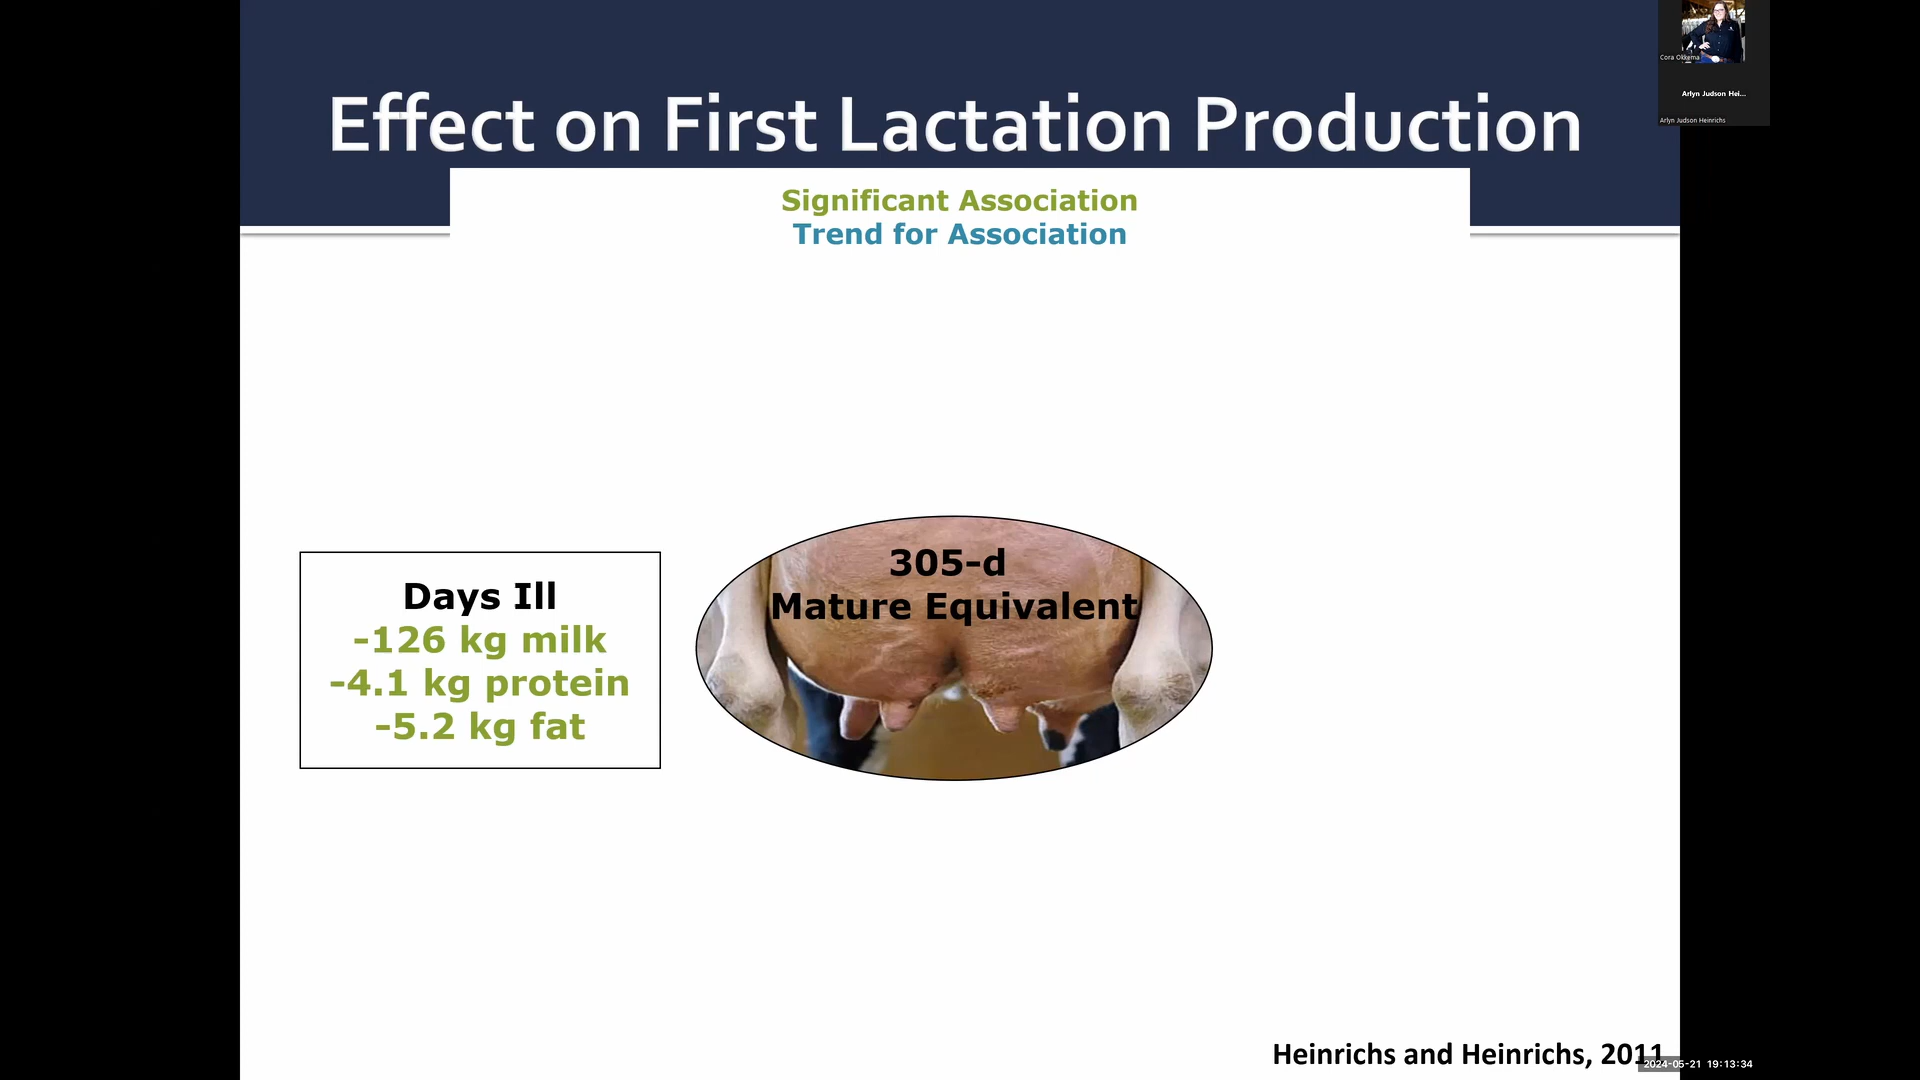 Effect on First Lactation Production
Significant Association
Trend for Association
Cora Okkema
Arlyn Judson Hei...
Arlyn Judson Heinrichs
305-d
Mature Equivalent
Days Ill
-126 kg milk
-4.1 kg protein
-5.2 kg fat
Heinrichs and Heinrichs, 2011
2024-05-21 19:13:34